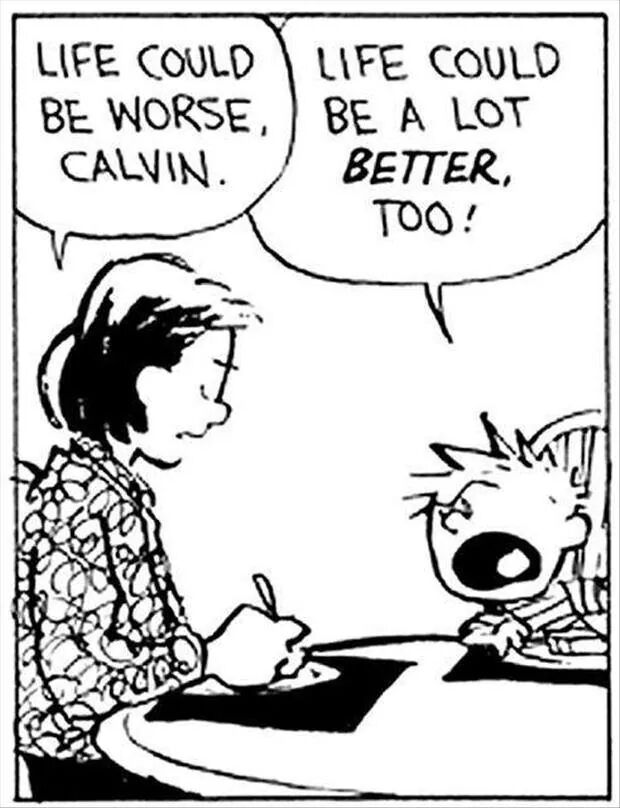 LIFE COULD
BE WORSE,
CALVIN.
LIFE COULD
BE A LOT
BETTER,
TOO!